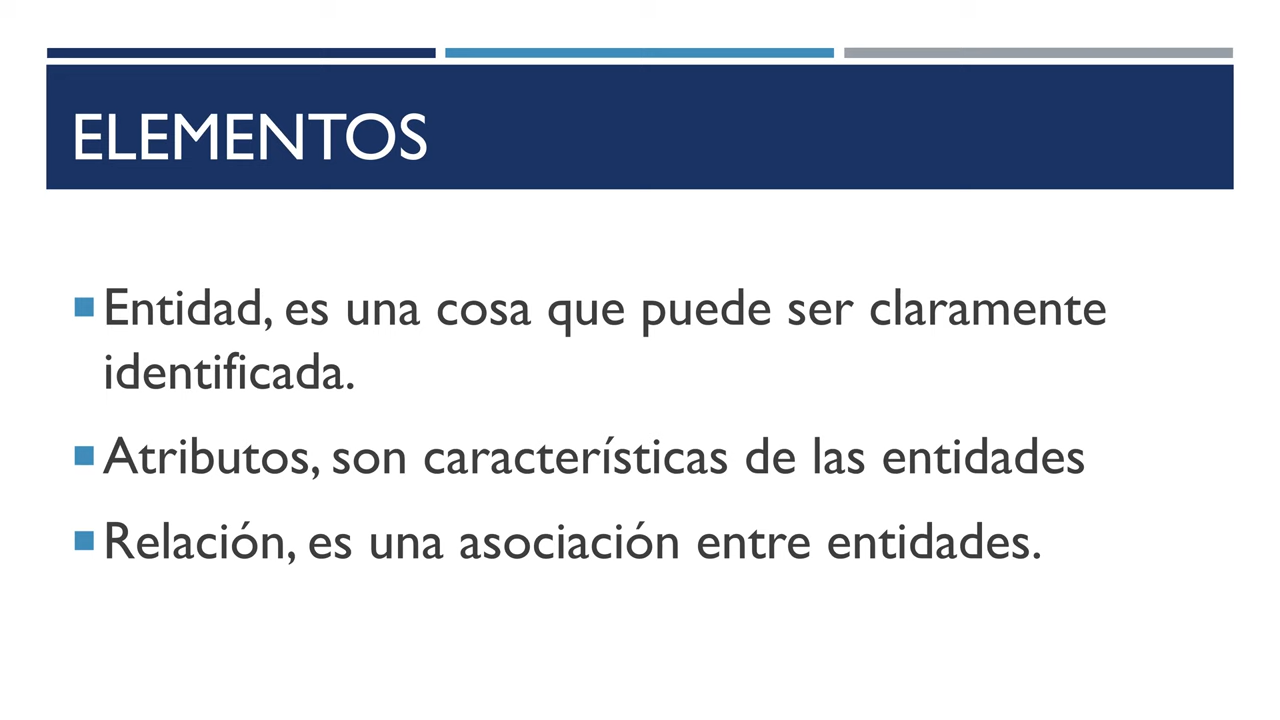 ELEMENTOS
Entidad, es una cosa que puede ser claramente
identificada.
Atributos, son características de las entidades
Relación, es una asociación entre entidades.